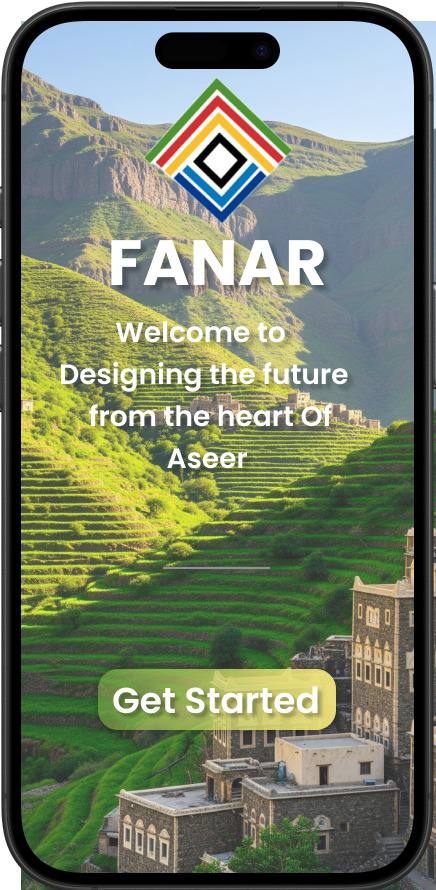 FANAR
Welcome to
Designing the future
from the heart Of
Aseer
Get Started